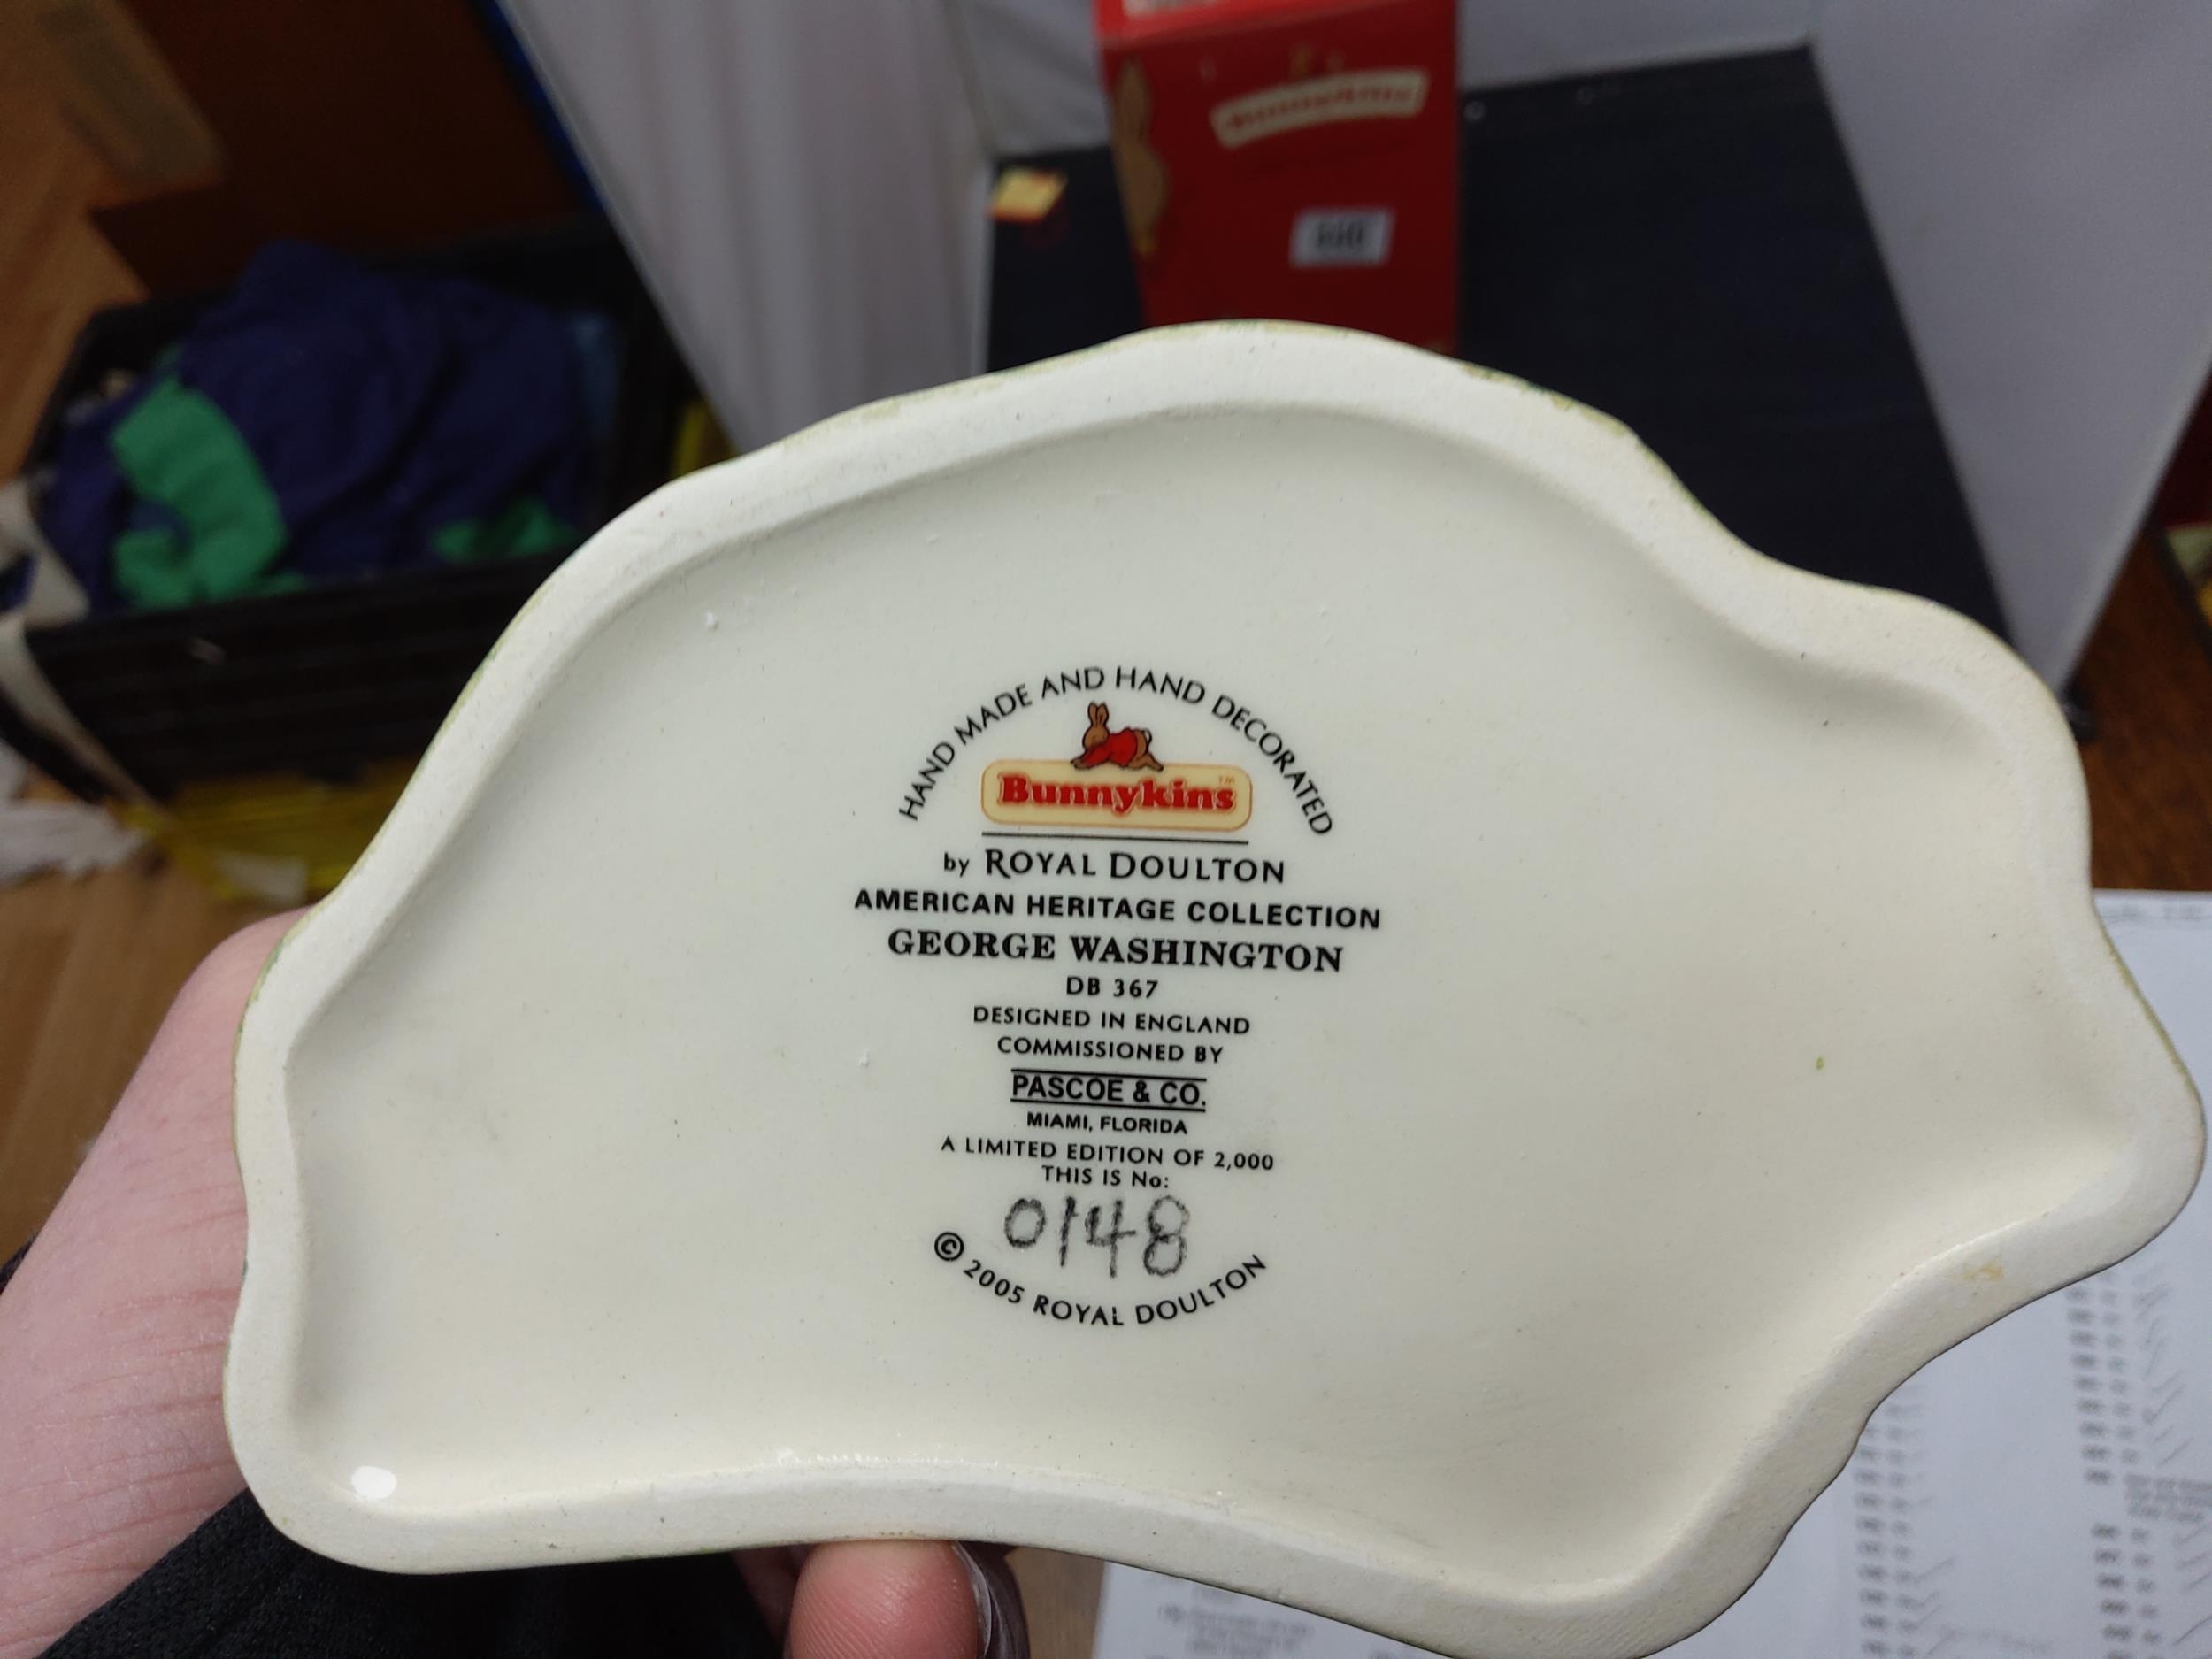 HAND MADE AND HAND DECORATED
Bunnykins™
by ROYAL DOULTON
AMERICAN HERITAGE COLLECTION
GEORGE WASHINGTON
DB 367
DESIGNED IN ENGLAND
COMMISSIONED BY
PASCOE & CO.
MIAMI, FLORIDA
A LIMITED EDITION OF 2,000
THIS IS No:
0148
© 2005 ROYAL DOULTON